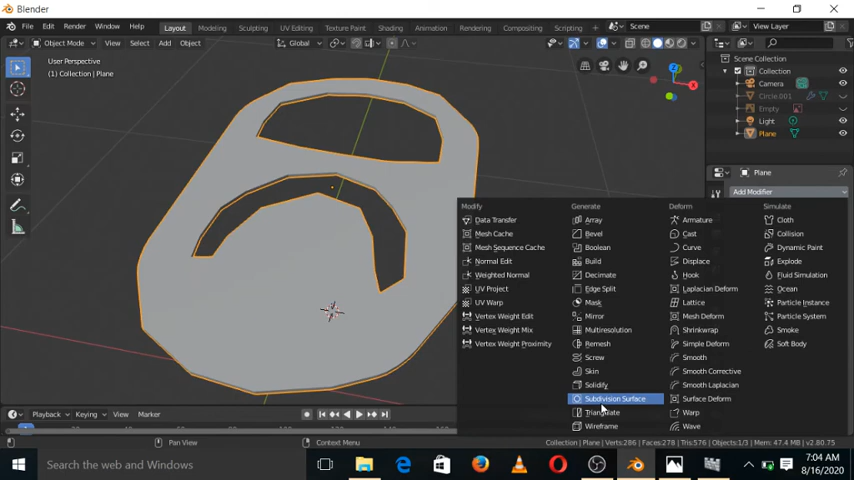 Blender
File Edit Render Window Help Layout Modeling Sculpting UV Editing Texture Paint Shading Animation Rendering Compositing Scripting Scene View Layer
Object Mode View Select Add Object Global
User Perspective
(1) Collection | Plane
Scene Collection
Collection
Camera
Circle.001
Empty
Light
Plane
Plane
Add Modifier
Modify Generate Deform Simulate
Data Transfer Array Armature Cloth
Mesh Cache Bevel Cast Collision
Mesh Sequence Cache Boolean Curve Dynamic Paint
Normal Edit Build Displace Explode
Weighted Normal Decimate Hook Fluid Simulation
UV Project Edge Split Laplacian Deform Ocean
UV Warp Mask Lattice Particle Instance
Vertex Weight Edit Mirror Mesh Deform Particle System
Vertex Weight Mix Multiresolution Shrinkwrap Smoke
Vertex Weight Proximity Remesh Simple Deform Soft Body
Screw Smooth
Skin Smooth Corrective
Solidify Smooth Laplacian
Subdivision Surface Surface Deform
Triangulate Warp
Wireframe Wave
Playback Keying View Marker
Pan View Context Menu Collection | Plane | Verts:286 | Faces:278 | Tris:576 | Objects:1/3 | Mem: 47.4 MB | v2.80.75
Search the web and Windows
7:04 AM
8/16/2020